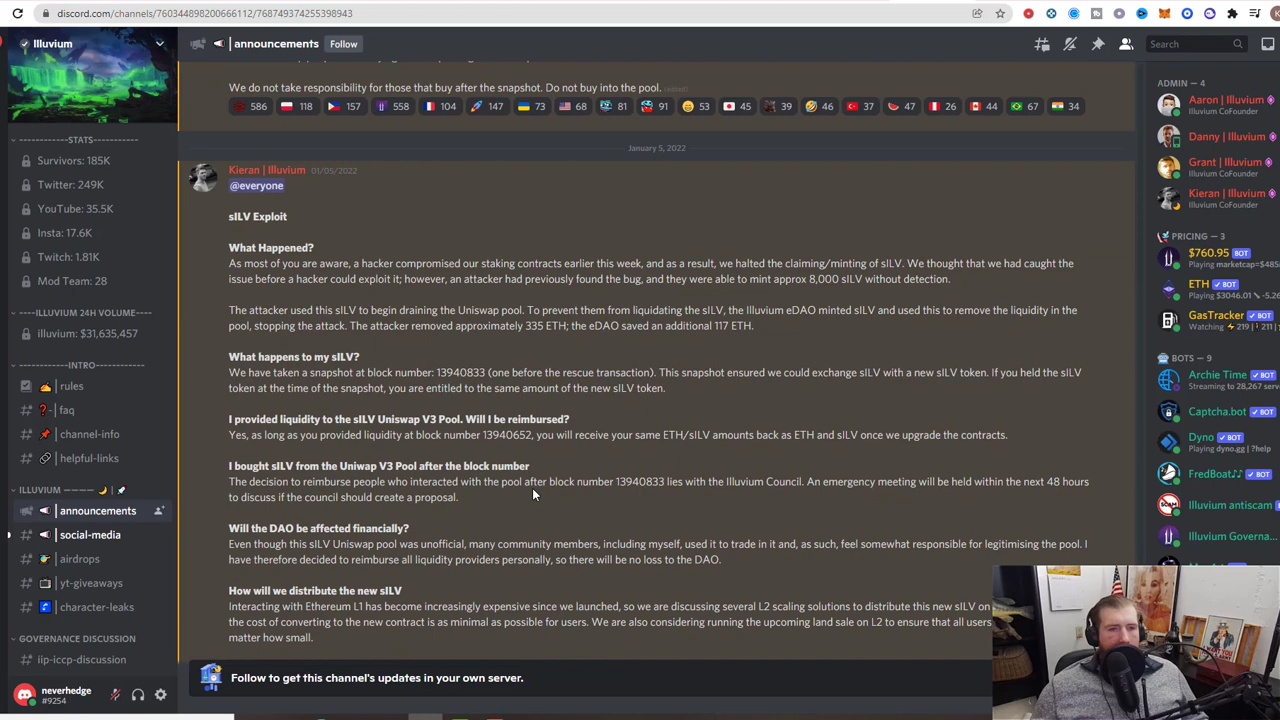 discord.com/channels/760344898200666112/768749374255398943
Illuvium
announcements
Follow
Search
------------STATS------------
Survivors: 185K
Twitter: 249K
YouTube: 35.5K
Insta: 17.6K
Twitch: 1.81K
Mod Team: 28
----ILLUVIUM 24H VOLUME----
illuvium: $31,635,457
------------INTRO------------
rules
faq
channel-info
helpful-links
ILLUVIUM ————
announcements
social-media
airdrops
yt-giveaways
character-leaks
GOVERNANCE DISCUSSION
iip-iccp-discussion
neverhedge
#9254
We do not take responsibility for those that buy after the snapshot. Do not buy into the pool. (edited)
586 118 157 558 104 147 73 68 81 91 53 45 39 46 37 47 26 44 67 34
January 5, 2022
Kieran | Illuvium 01/05/2022
@everyone
sILV Exploit
What Happened?
As most of you are aware, a hacker compromised our staking contracts earlier this week, and as a result, we halted the claiming/minting of sILV. We thought that we had caught the
issue before a hacker could exploit it; however, an attacker had previously found the bug, and they were able to mint approx 8,000 sILV without detection.
The attacker used this sILV to begin draining the Uniswap pool. To prevent them from liquidating the sILV, the Illuvium eDAO minted sILV and used this to remove the liquidity in the
pool, stopping the attack. The attacker removed approximately 335 ETH; the eDAO saved an additional 117 ETH.
What happens to my sILV?
We have taken a snapshot at block number: 13940833 (one before the rescue transaction). This snapshot ensured we could exchange sILV with a new sILV token. If you held the sILV
token at the time of the snapshot, you are entitled to the same amount of the new sILV token.
I provided liquidity to the sILV Uniswap V3 Pool. Will I be reimbursed?
Yes, as long as you provided liquidity at block number 13940652, you will receive your same ETH/sILV amounts back as ETH and sILV once we upgrade the contracts.
I bought sILV from the Uniwap V3 Pool after the block number
The decision to reimburse people who interacted with the pool after block number 13940833 lies with the Illuvium Council. An emergency meeting will be held within the next 48 hours
to discuss if the council should create a proposal.
Will the DAO be affected financially?
Even though this sILV Uniswap pool was unofficial, many community members, including myself, used it to trade in it and, as such, feel somewhat responsible for legitimising the pool. I
have therefore decided to reimburse all liquidity providers personally, so there will be no loss to the DAO.
How will we distribute the new sILV
Interacting with Ethereum L1 has become increasingly expensive since we launched, so we are discussing several L2 scaling solutions to distribute this new sILV on
the cost of converting to the new contract is as minimal as possible for users. We are also considering running the upcoming land sale on L2 to ensure that all users
matter how small.
Follow to get this channel's updates in your own server.
ADMIN — 4
Aaron | Illuvium
Illuvium CoFounder
Danny | Illuvium
Illuvium CoFounder
Grant | Illuvium
Illuvium CoFounder
Kieran | Illuvium
Illuvium CoFounder
PRICING — 3
$760.95 BOT
Playing marketcap=$485
ETH BOT
Playing $3046.01
GasTracker BOT
Watching 219
BOTS — 9
Archie Time BOT
Streaming to 28,267 server
Captcha.bot BOT
Dyno BOT
Playing dyno.gg | ?help
FredBoat♪♪ BOT
Illuvium antiscam
Illuvium Governa...